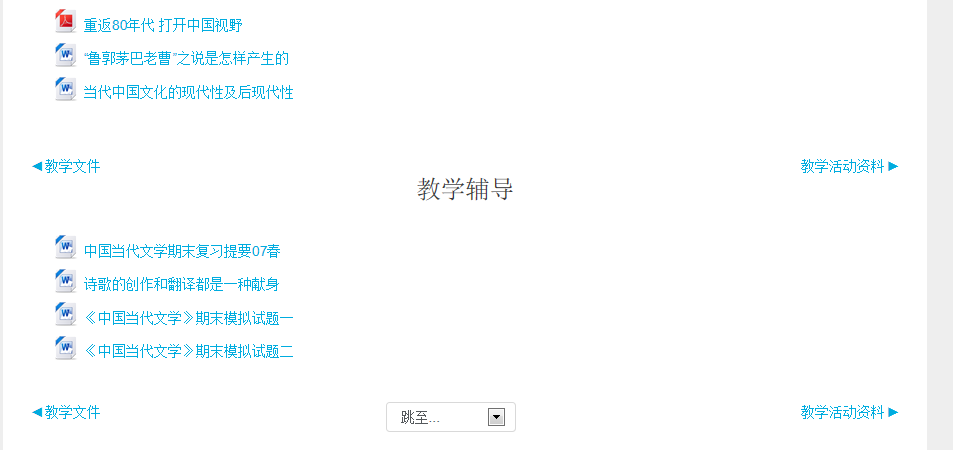 重返80年代 打开中国视野
“鲁郭茅巴老曹”之说是怎样产生的
当代中国文化的现代性及后现代性
◄教学文件
教学活动资料►
教学辅导
中国当代文学期末复习提要07春
诗歌的创作和翻译都是一种献身
《中国当代文学》期末模拟试题一
《中国当代文学》期末模拟试题二
◄教学文件
跳至...
教学活动资料►